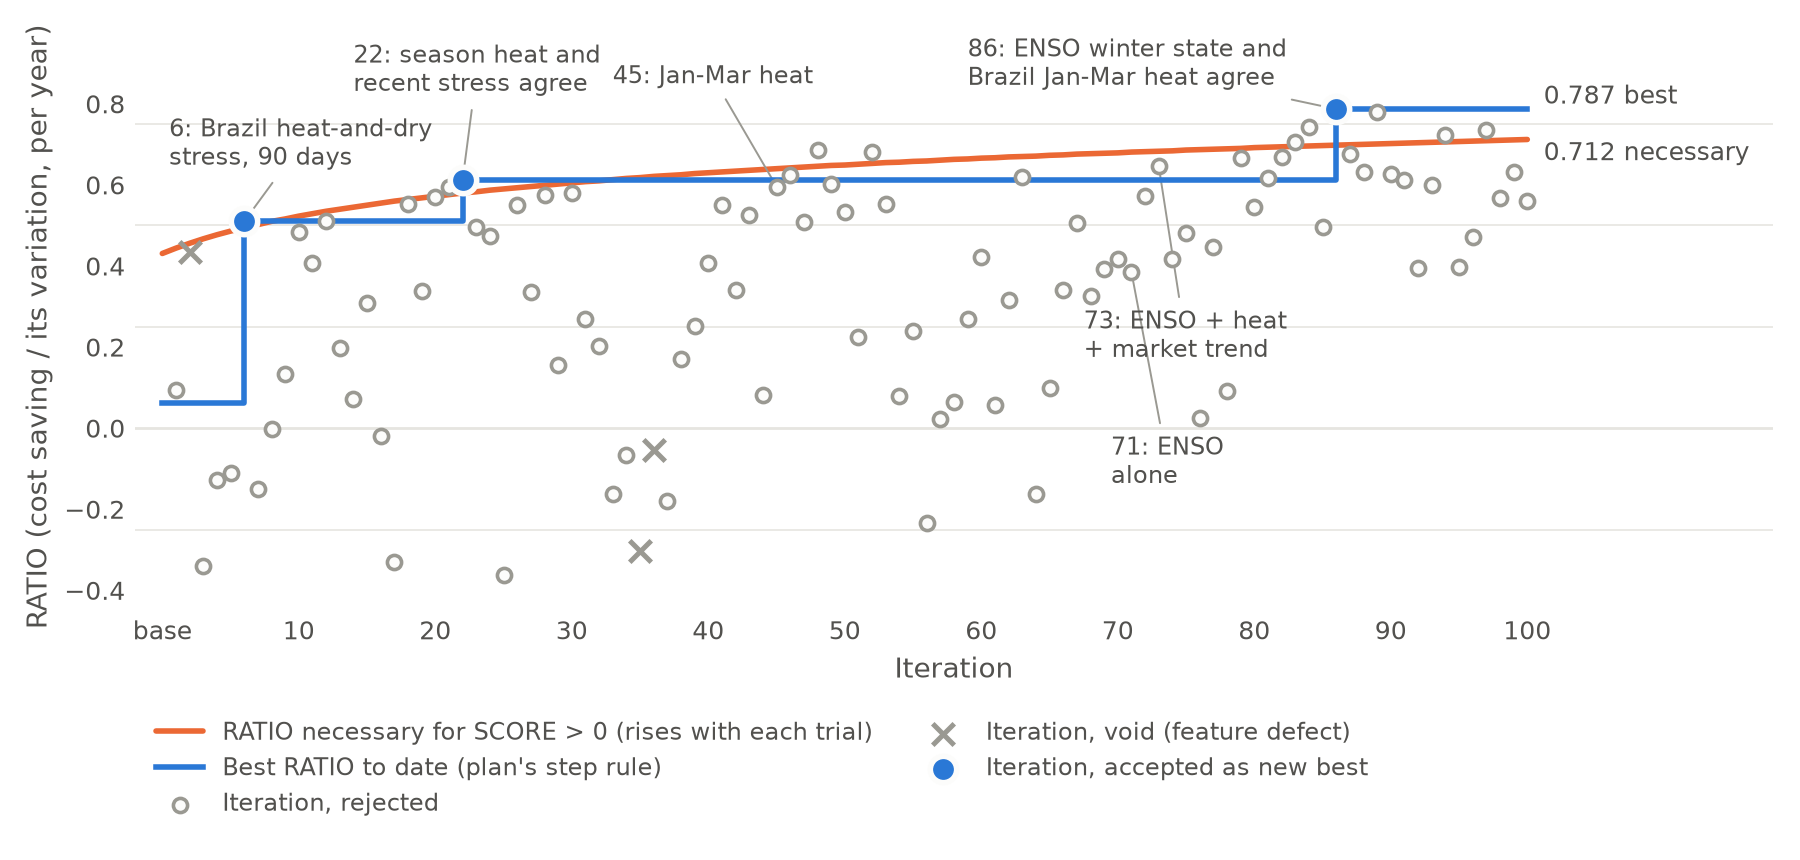 22: season heat and
recent stress agree
45: Jan-Mar heat
86: ENSO winter state and
Brazil Jan-Mar heat agree
6: Brazil heat-and-dry
stress, 90 days
0.787 best
0.712 necessary
73: ENSO + heat
+ market trend
71: ENSO
alone
RATIO (cost saving / its variation, per year)
0.8
0.6
0.4
0.2
0.0
−0.2
−0.4
base 10 20 30 40 50 60 70 80 90 100
Iteration
RATIO necessary for SCORE > 0 (rises with each trial)
Best RATIO to date (plan's step rule)
Iteration, rejected
Iteration, void (feature defect)
Iteration, accepted as new best